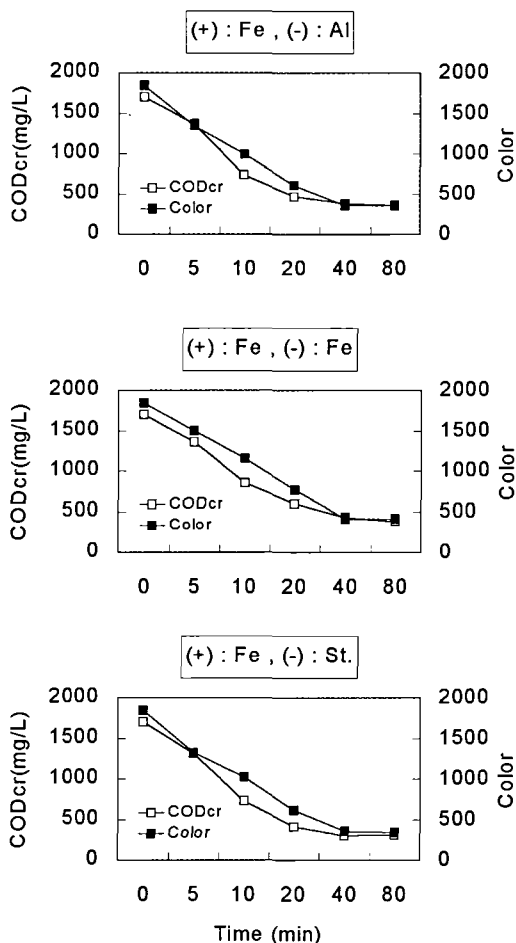 (+) : Fe , (-) : Al
2000 2000
1500 1500
1000 1000
500 500
0 0
CODcr(mg/L)
Color
CODcr
Color
0 5 10 20 40 80
(+) : Fe , (-) : Fe
2000 2000
1500 1500
1000 1000
500 500
0 0
CODcr(mg/L)
Color
CODcr
Color
0 5 10 20 40 80
(+) : Fe , (-) : St.
2000 2000
1500 1500
1000 1000
500 500
0 0
CODcr(mg/L)
Color
CODcr
Color
0 5 10 20 40 80
Time (min)